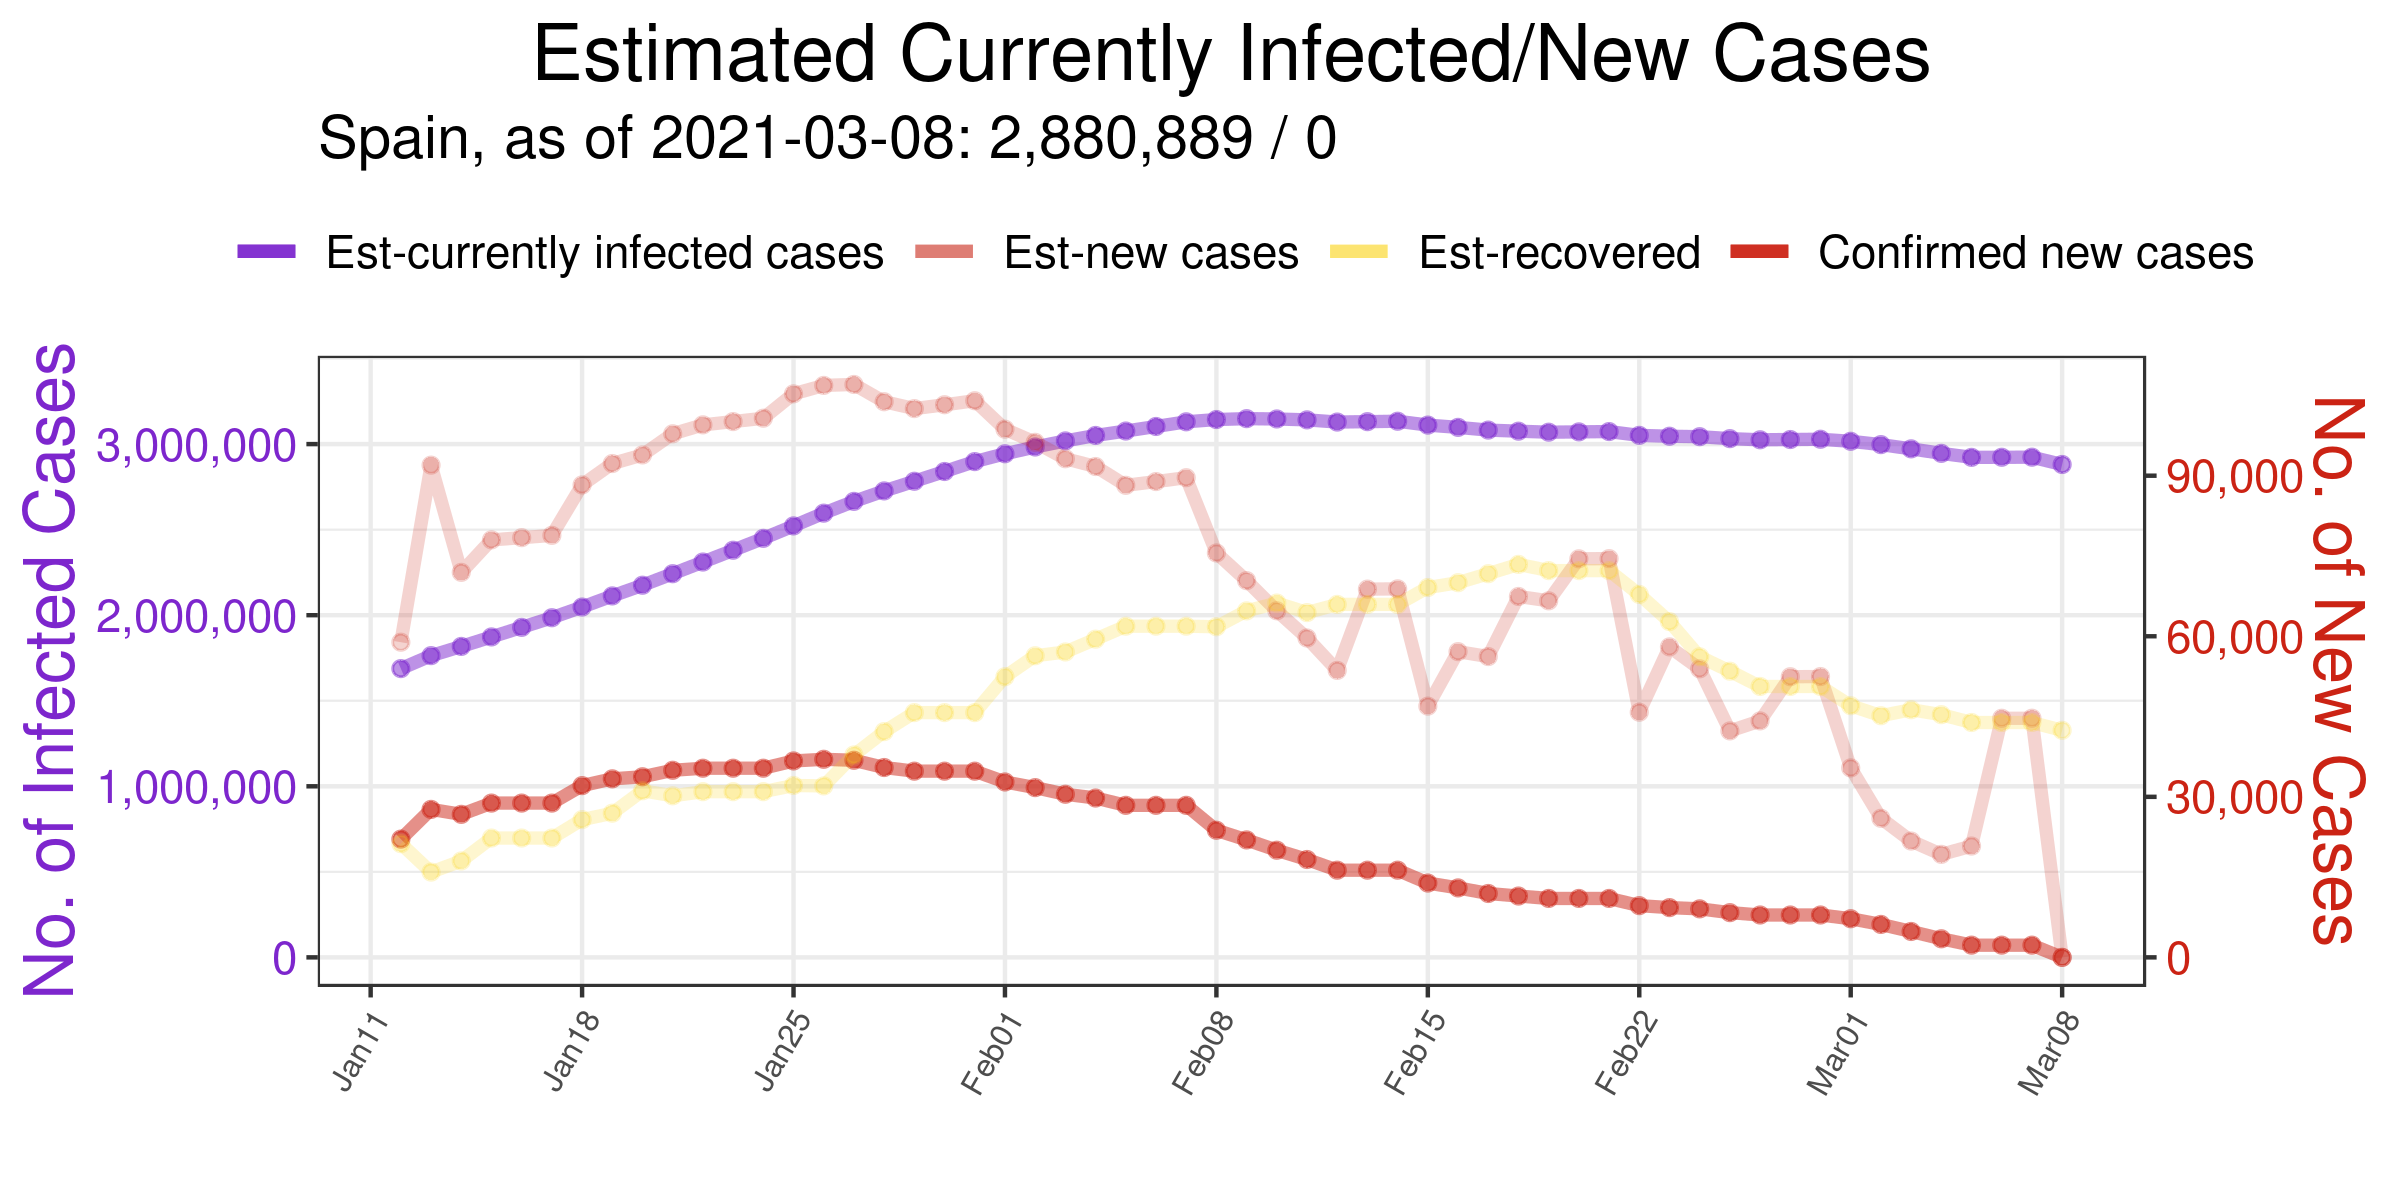 Estimated Currently Infected/New Cases
Spain, as of 2021-03-08: 2,880,889 / 0
Est-currently infected cases Est-new cases Est-recovered Confirmed new cases
No. of Infected Cases
3,000,000
2,000,000
1,000,000
0
90,000
60,000
30,000
0
No. of New Cases
Jan11 Jan18 Jan25 Feb01 Feb08 Feb15 Feb22 Mar01 Mar08